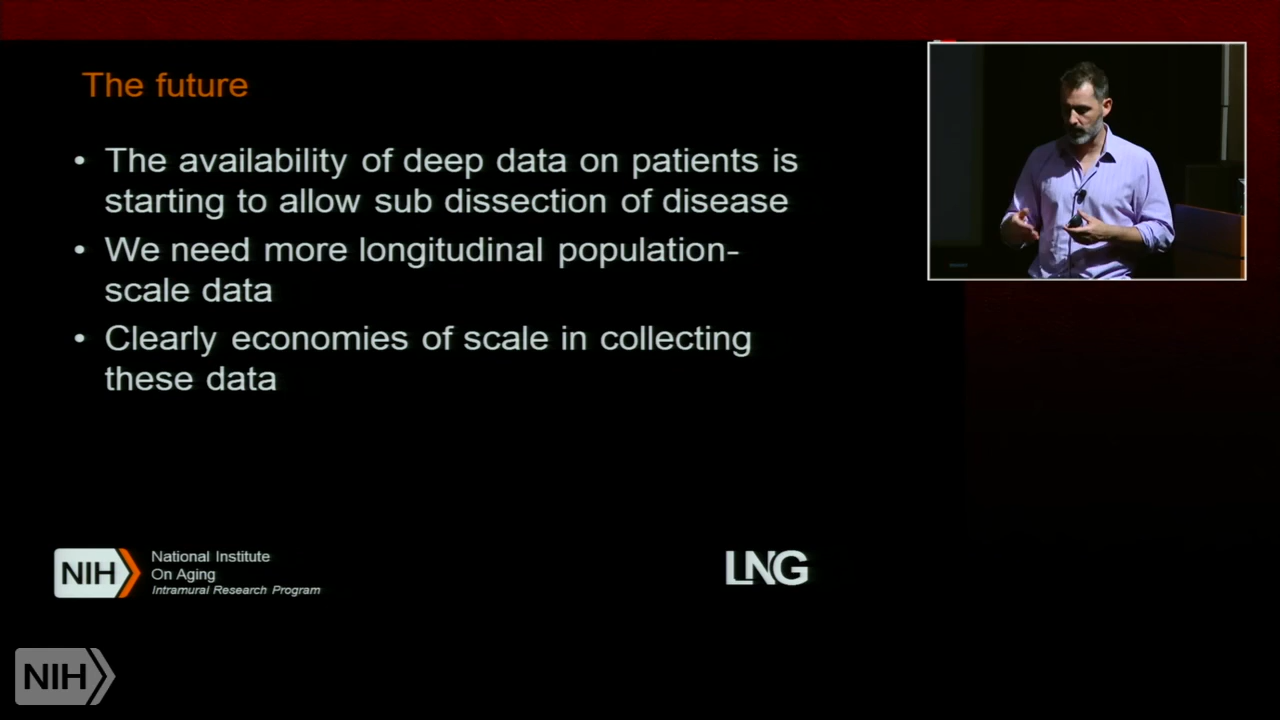 The future
• The availability of deep data on patients is
starting to allow sub dissection of disease
• We need more longitudinal population-
scale data
• Clearly economies of scale in collecting
these data
NIH
National Institute
On Aging
Intramural Research Program
LNG
NIH